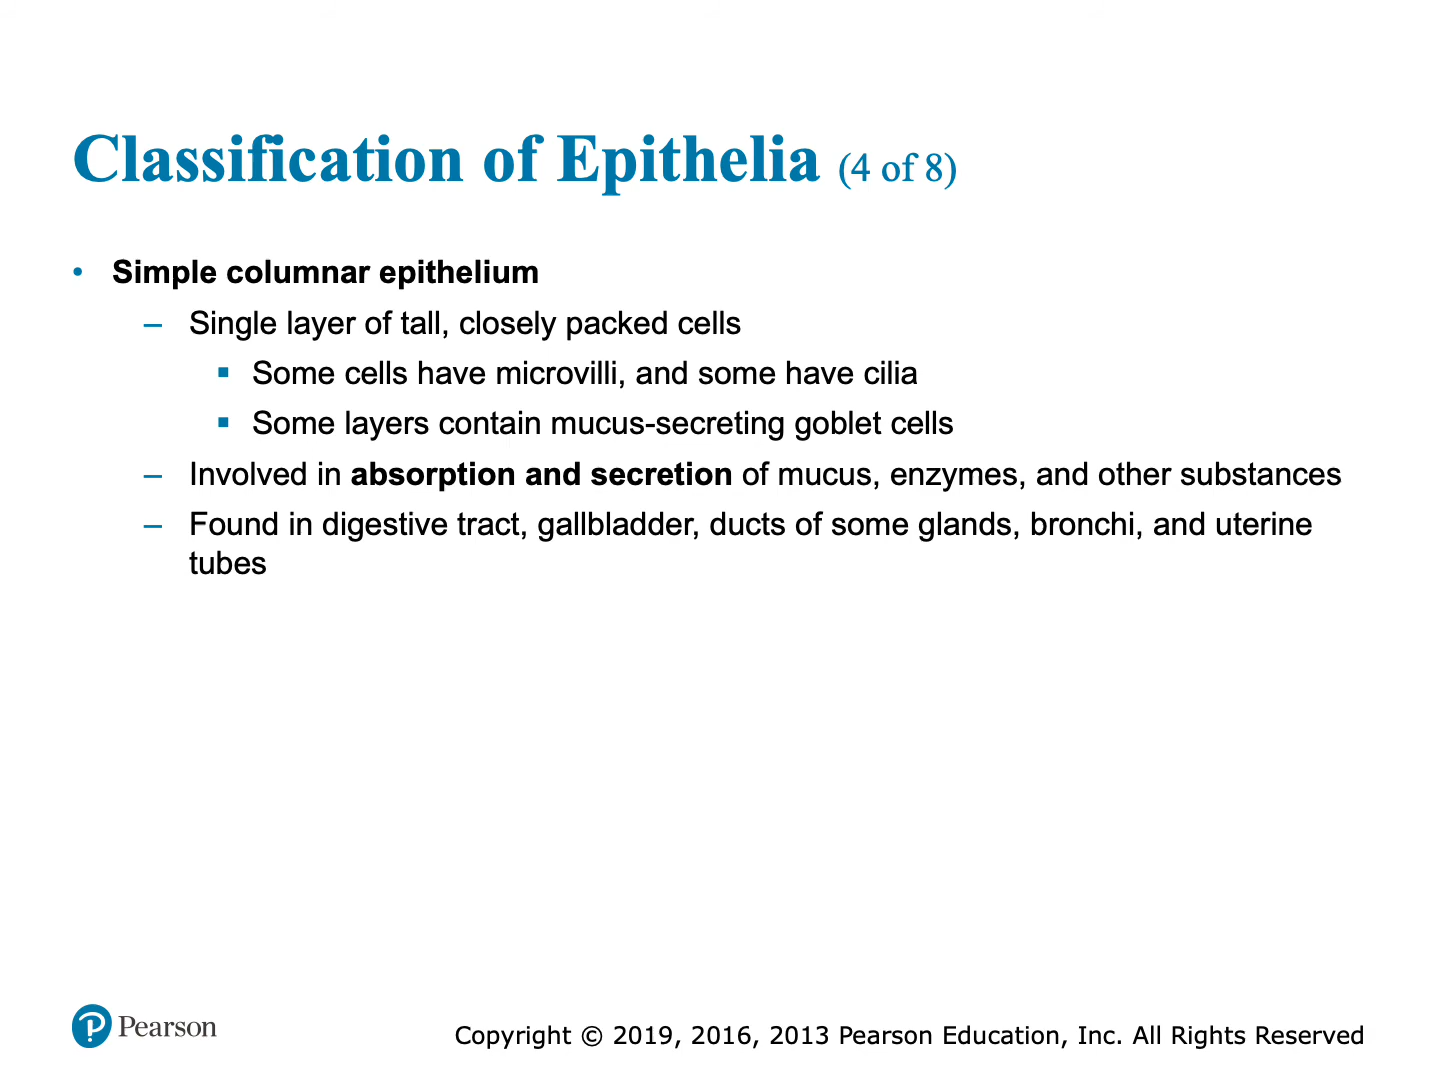 Classification of Epithelia (4 of 8)
• Simple columnar epithelium
– Single layer of tall, closely packed cells
▪ Some cells have microvilli, and some have cilia
▪ Some layers contain mucus-secreting goblet cells
– Involved in absorption and secretion of mucus, enzymes, and other substances
– Found in digestive tract, gallbladder, ducts of some glands, bronchi, and uterine
tubes
Pearson
Copyright © 2019, 2016, 2013 Pearson Education, Inc. All Rights Reserved